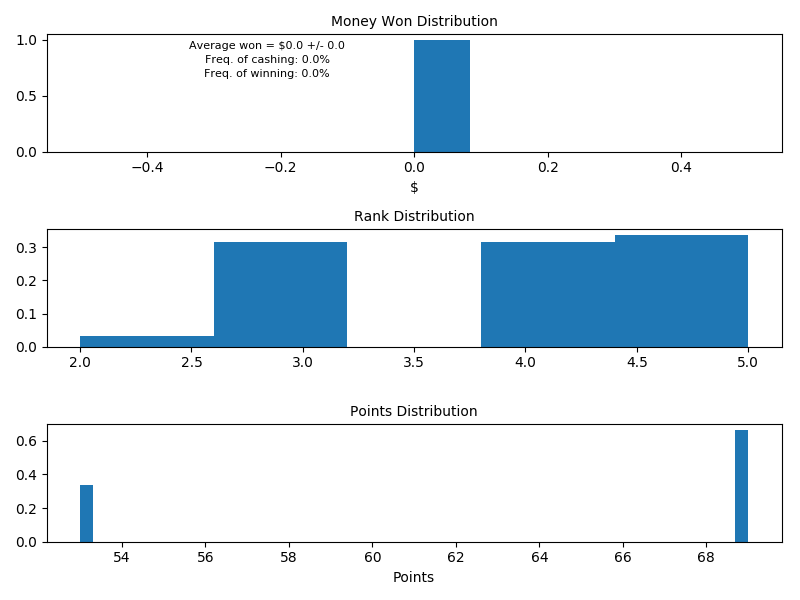 Money Won Distribution
1.0
0.5
0.0
Average won = $0.0 +/- 0.0
Freq. of cashing: 0.0%
Freq. of winning: 0.0%
−0.4 −0.2 0.0 0.2 0.4
$
Rank Distribution
0.3
0.2
0.1
0.0
2.0 2.5 3.0 3.5 4.0 4.5 5.0
Points Distribution
0.6
0.4
0.2
0.0
54 56 58 60 62 64 66 68
Points